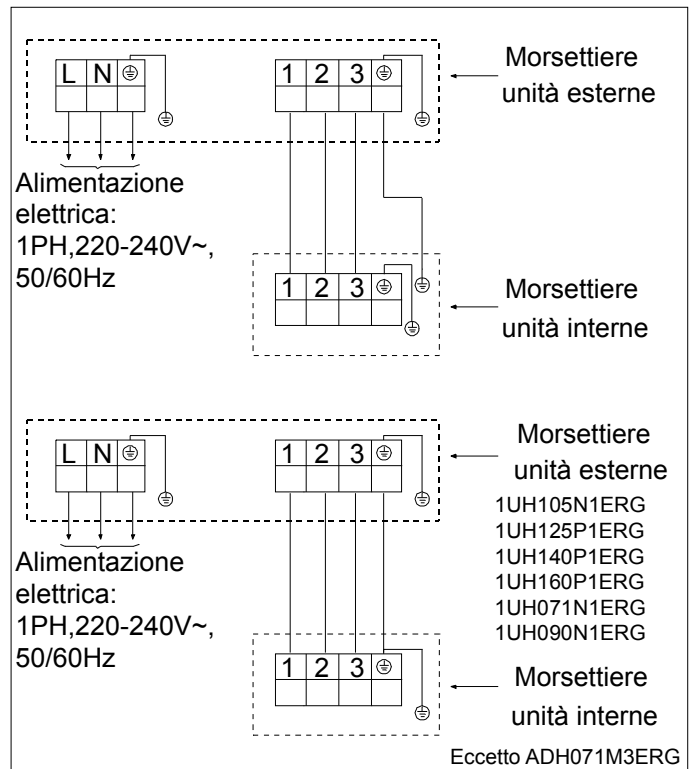 L N
1 2 3
Morsettiere
unità esterne
Alimentazione
elettrica:
1PH,220-240V~,
50/60Hz
1 2 3
Morsettiere
unità interne
L N
1 2 3
Morsettiere
unità esterne
1UH105N1ERG
1UH125P1ERG
1UH140P1ERG
1UH160P1ERG
1UH071N1ERG
1UH090N1ERG
Alimentazione
elettrica:
1PH,220-240V~,
50/60Hz
1 2 3
Morsettiere
unità interne
Eccetto ADH071M3ERG